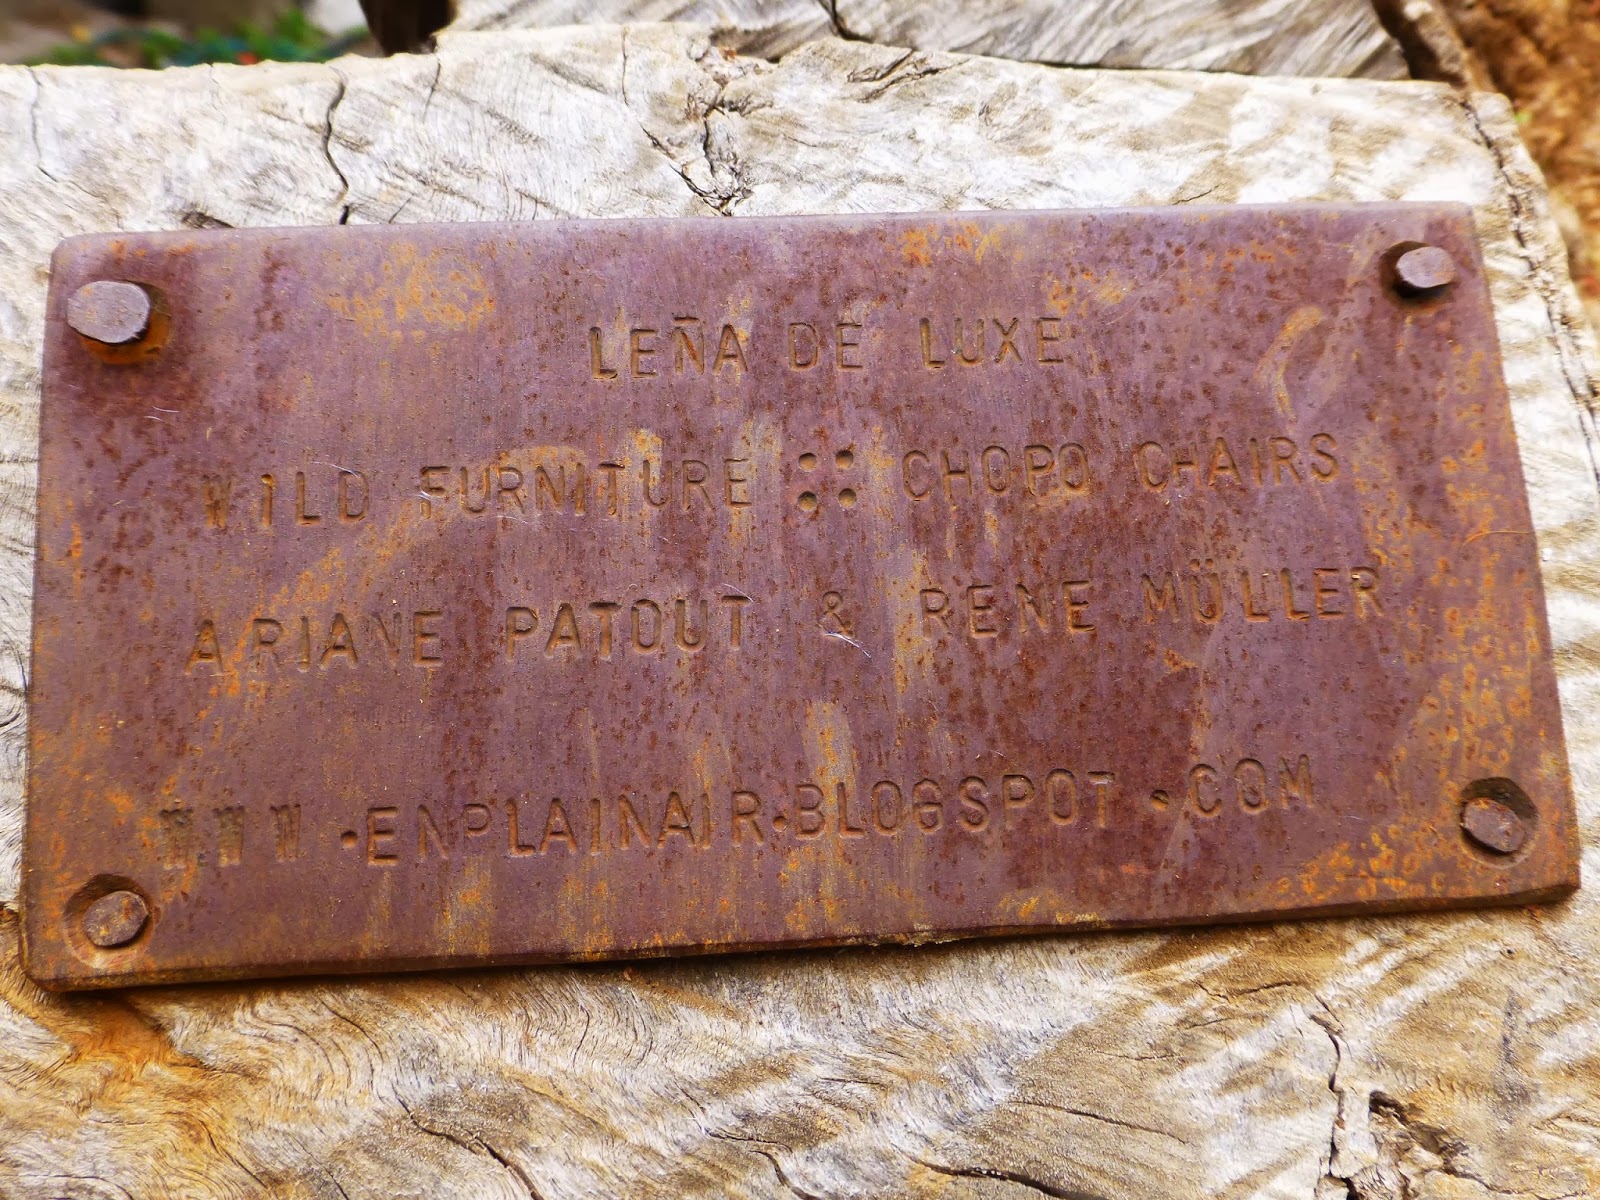 LEÑA DE LUXE
WILD FURNITURE :: CHOPO CHAIRS
ARIANE PATOUT & RENE MÜLLER
WWW.ENPLAINAIR.BLOGSPOT.COM